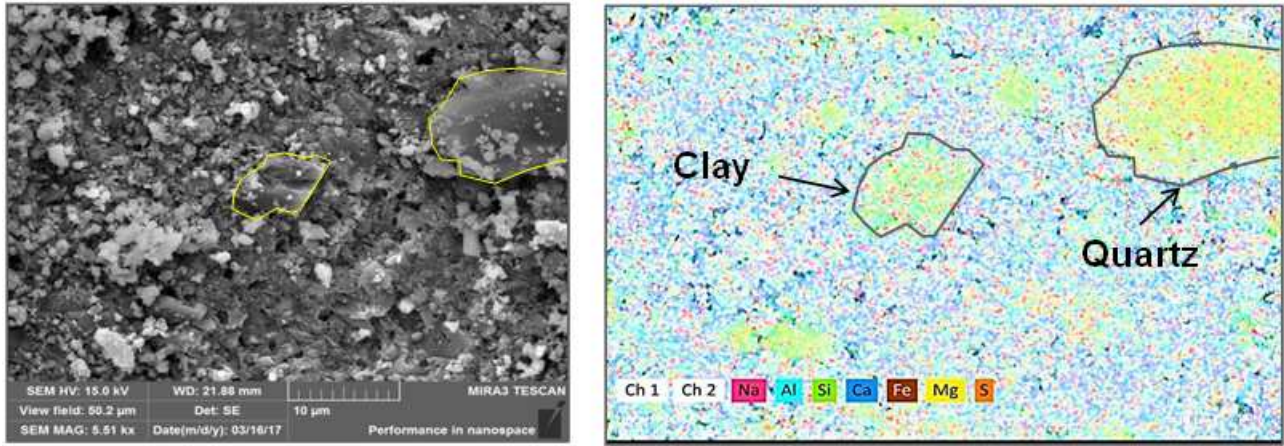 SEM HV: 15.0 kV WD: 21.88 mm MIRA3 TESCAN
View field: 50.2 µm Det: SE 10 µm
SEM MAG: 5.51 kx Date(m/d/y): 03/16/17 Performance in nanospace
Clay
Quartz
Ch 1 Ch 2 Na Al Si Ca Fe Mg S